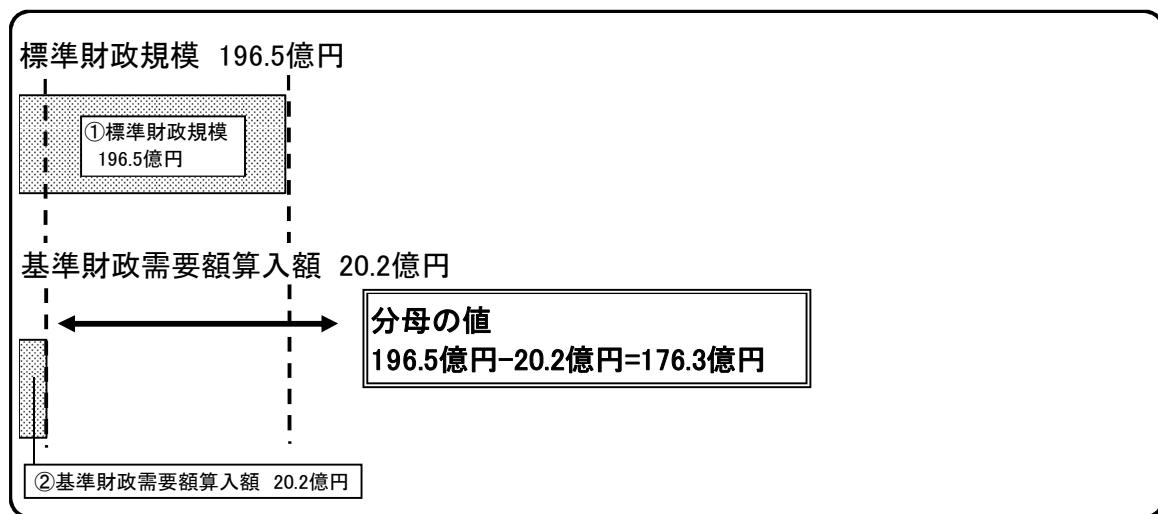 標準財政規模 196.5億円
①標準財政規模
196.5億円
基準財政需要額算入額 20.2億円
分母の値
196.5億円-20.2億円=176.3億円
②基準財政需要額算入額 20.2億円